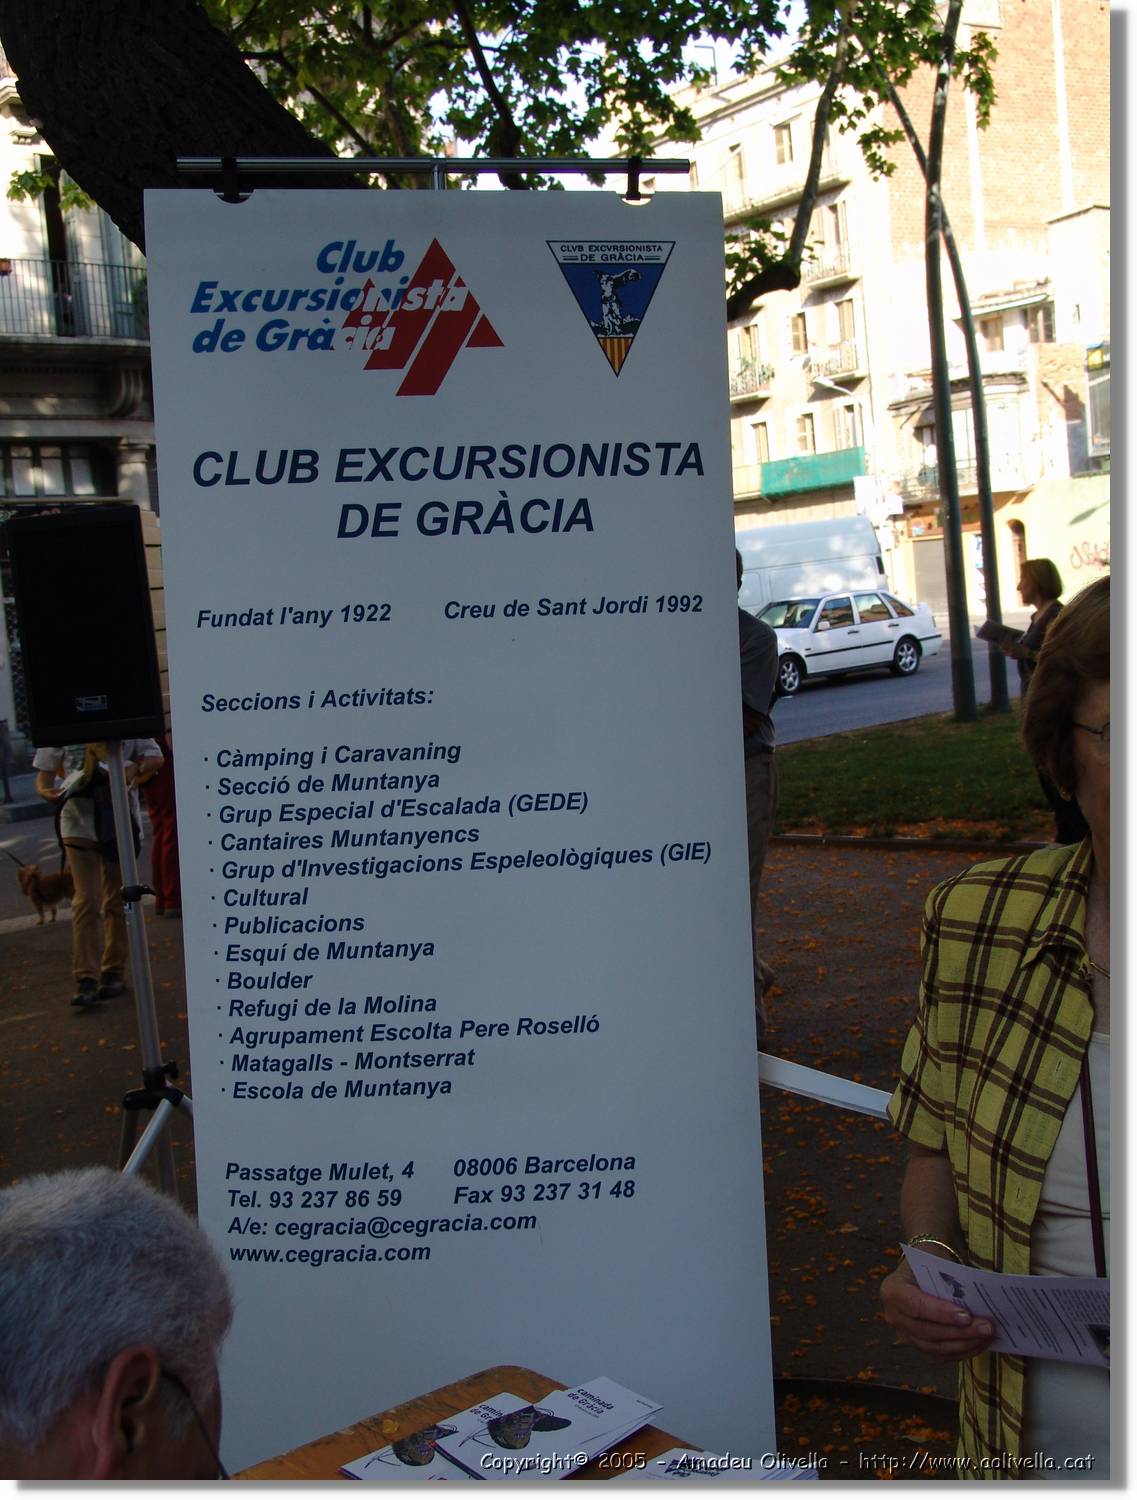 Club
Excursionista
de Gràcia
CLVB EXCVRSIONISTA
DE GRÀCIA
CLUB EXCURSIONISTA
DE GRÀCIA
Fundat l'any 1922 Creu de Sant Jordi 1992
Seccions i Activitats:
· Càmping i Caravaning
· Secció de Muntanya
· Grup Especial d'Escalada (GEDE)
· Cantaires Muntanyencs
· Grup d'Investigacions Espeleològiques (GIE)
· Cultural
· Publicacions
· Esquí de Muntanya
· Boulder
· Refugi de la Molina
· Agrupament Escolta Pere Roselló
· Matagalls - Montserrat
· Escola de Muntanya
Passatge Mulet, 4 08006 Barcelona
Tel. 93 237 86 59 Fax 93 237 31 48
A/e: cegracia@cegracia.com
www.cegracia.com
caminada
de Gràcia
Copyright© 2005 - Amadeu Olivella - http://www.aolivella.cat